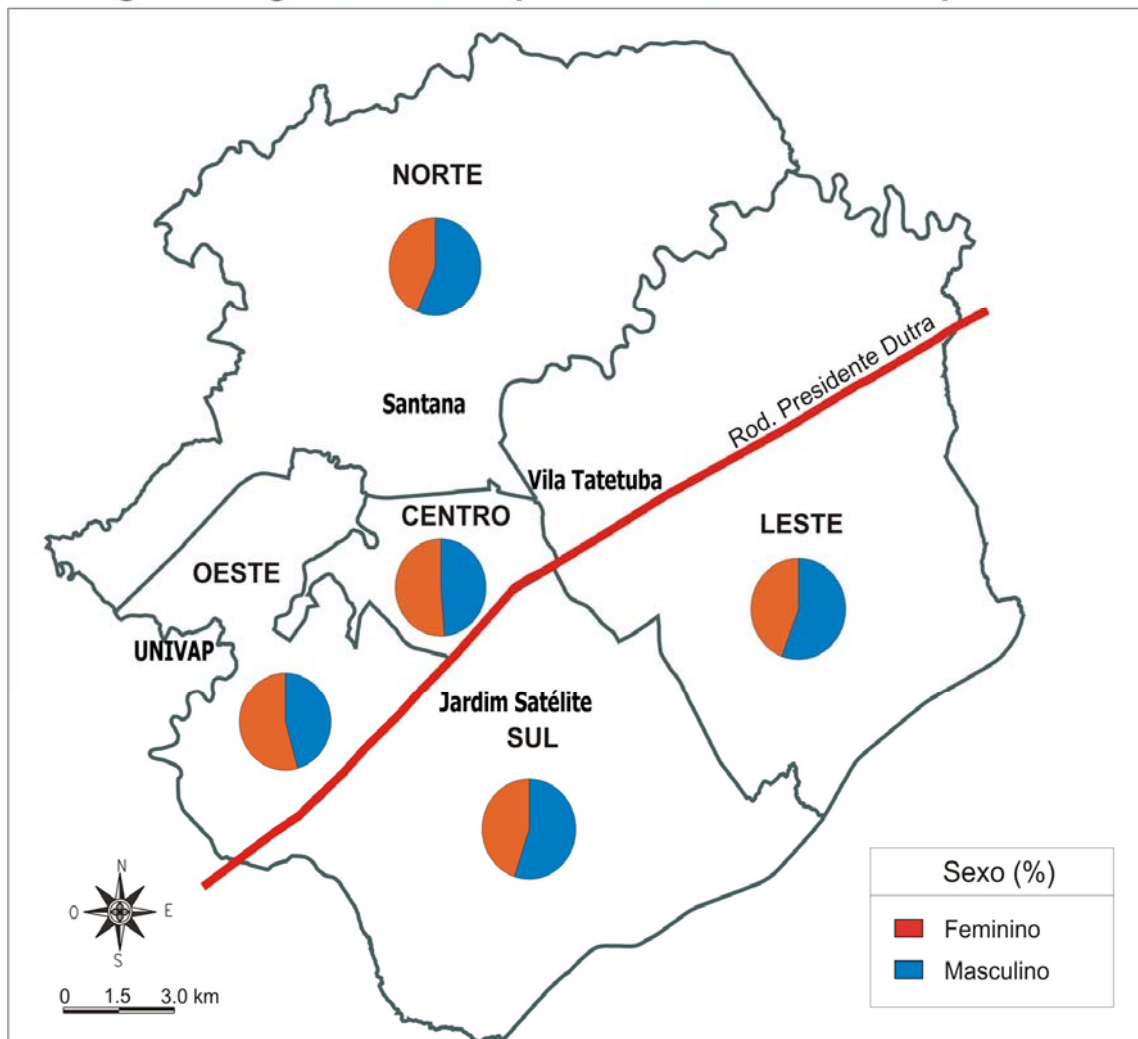 NORTE
Santana
Rod. Presidente Dutra
Vila Tatetuba
CENTRO
LESTE
OESTE
UNIVAP
Jardim Satélite
SUL
N
O
E
S
0 1.5 3.0 km
Sexo (%)
Feminino
Masculino